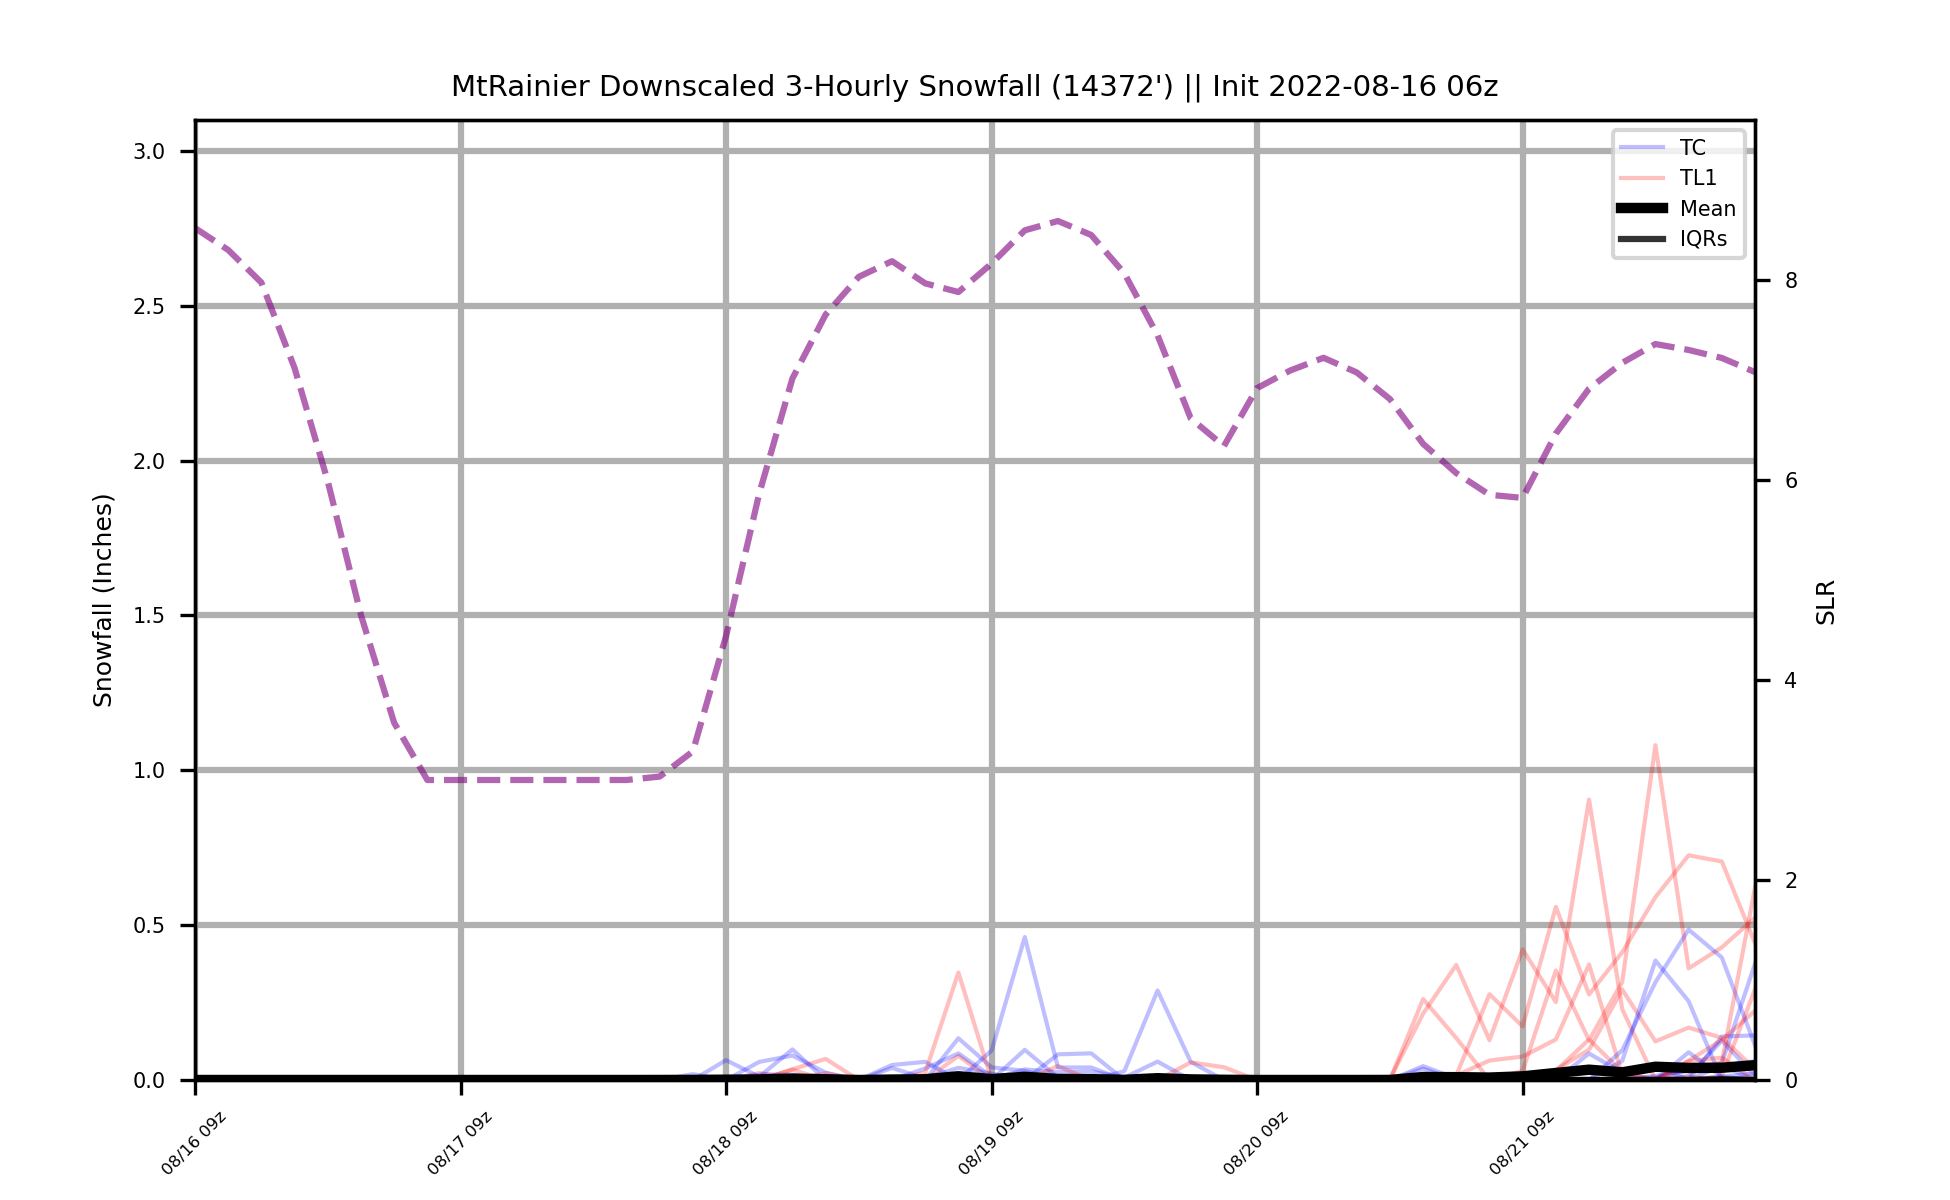 MtRainier Downscaled 3-Hourly Snowfall (14372') || Init 2022-08-16 06z
TC
TL1
Mean
IQRs
Snowfall (Inches)
3.0
2.5
2.0
1.5
1.0
0.5
0.0
SLR
8
6
4
2
0
08/16 09z
08/17 09z
08/18 09z
08/19 09z
08/20 09z
08/21 09z